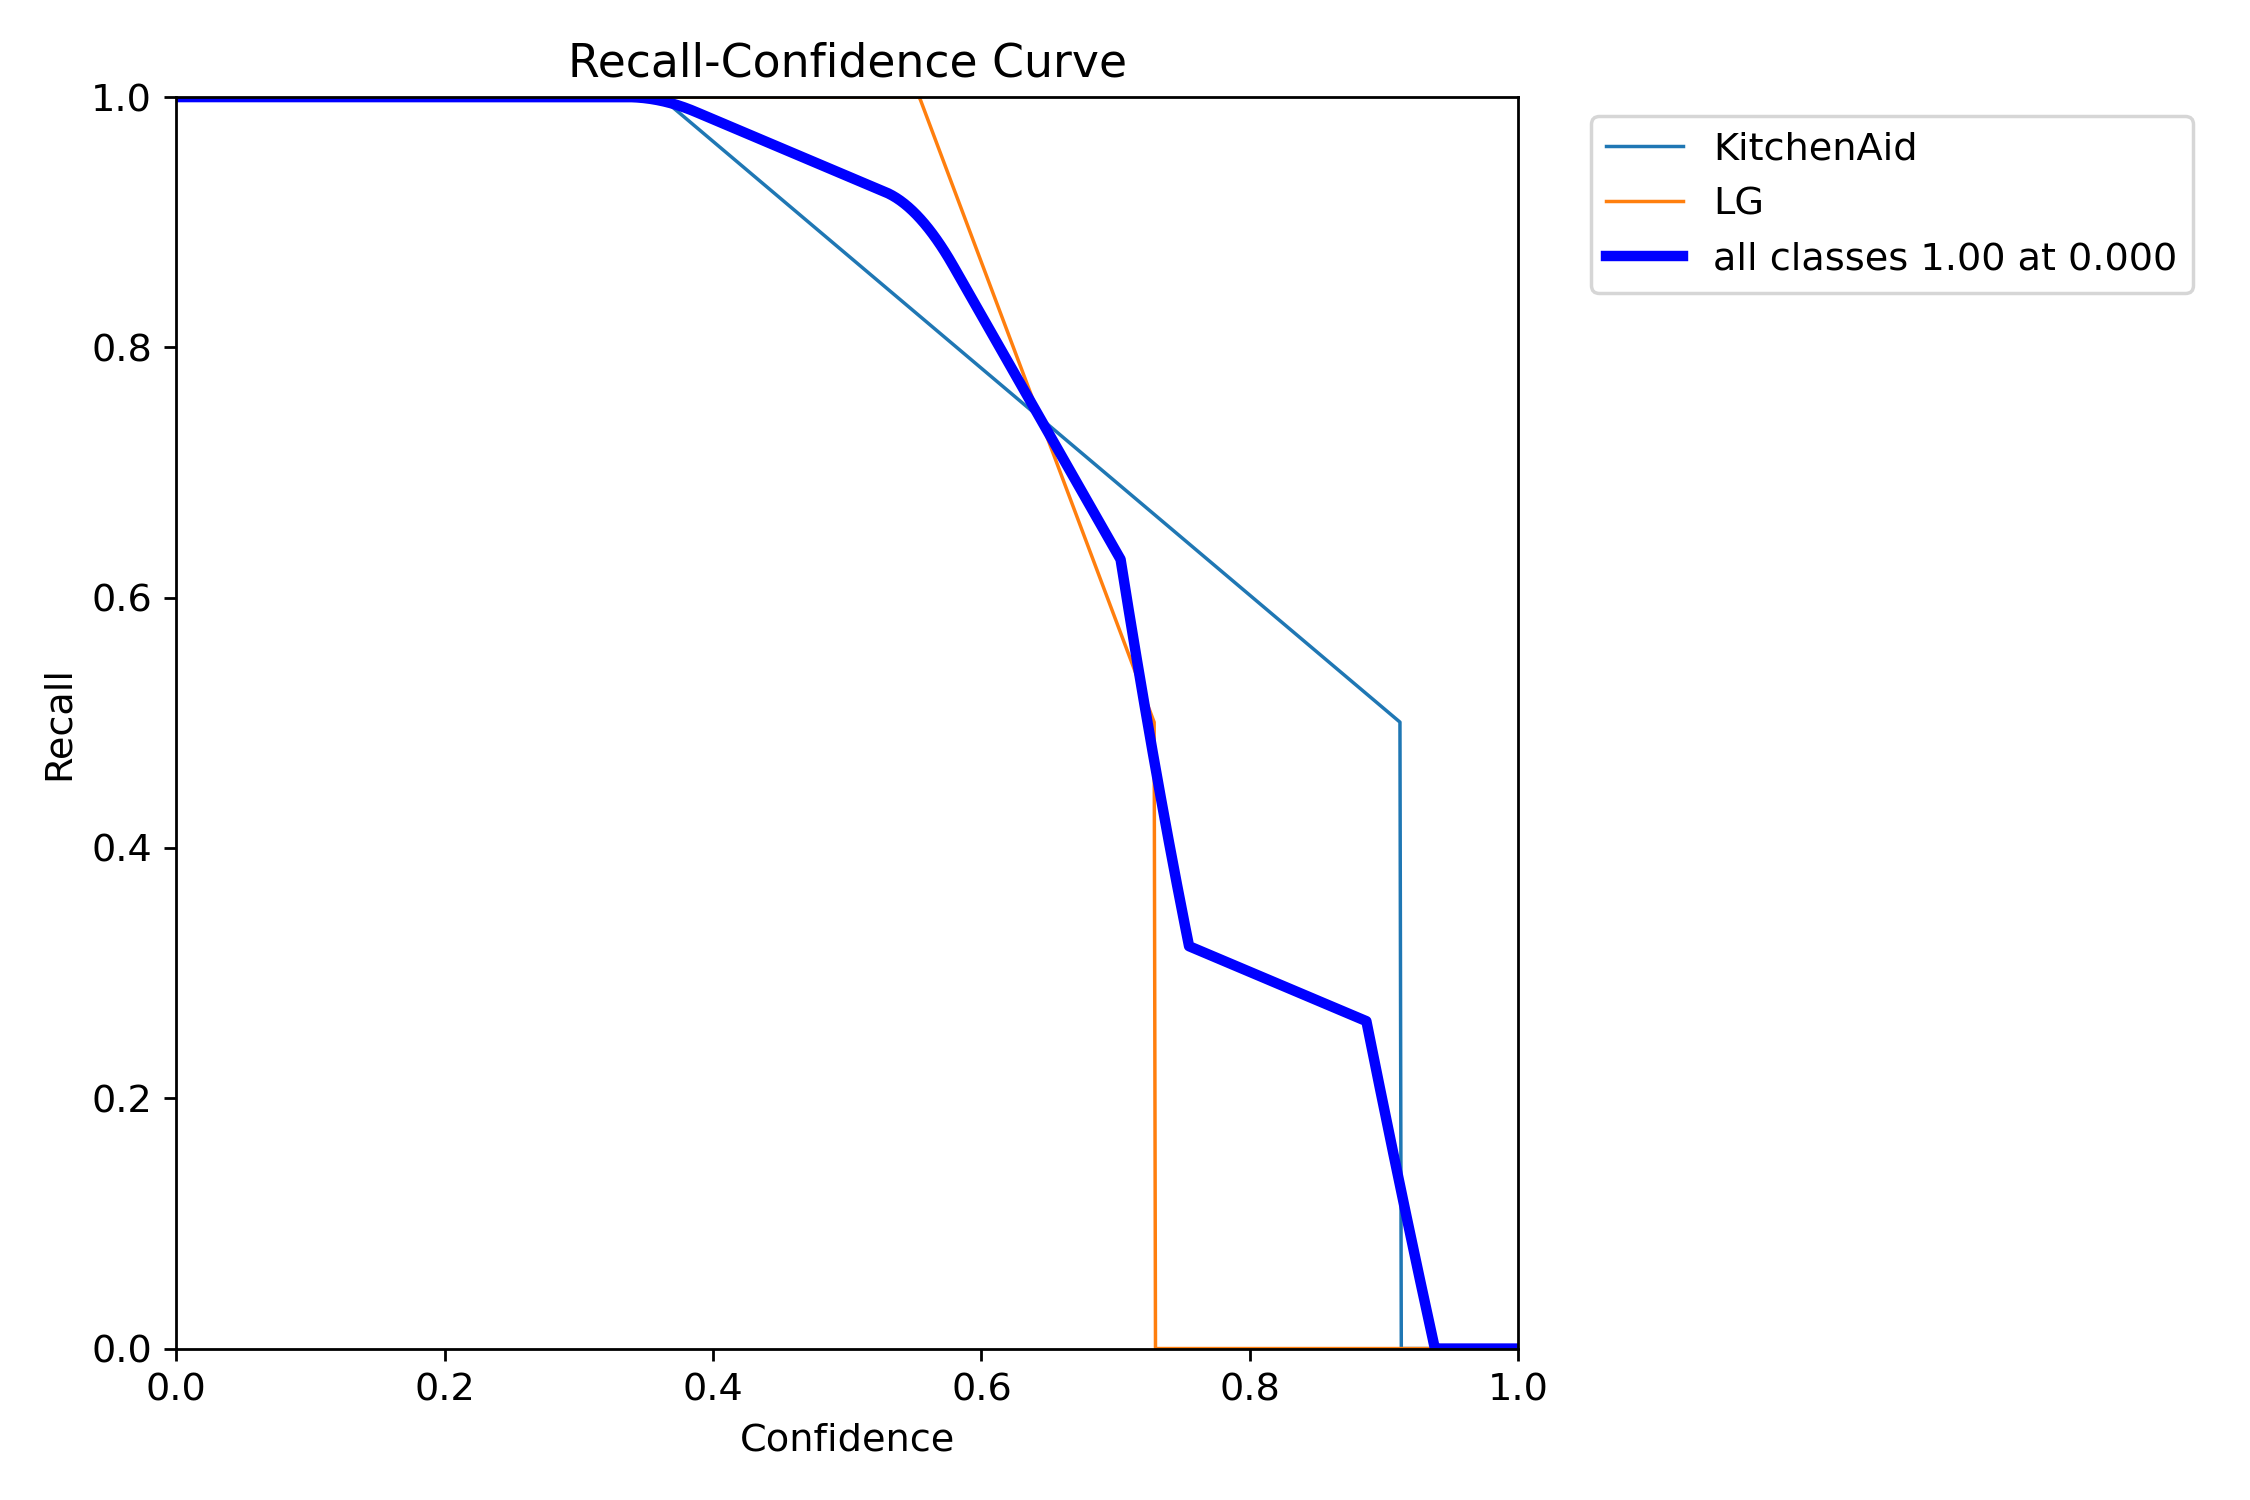 Recall-Confidence Curve
1.0
0.8
0.6
0.4
0.2
0.0
Recall
0.0 0.2 0.4 0.6 0.8 1.0
Confidence
KitchenAid
LG
all classes 1.00 at 0.000